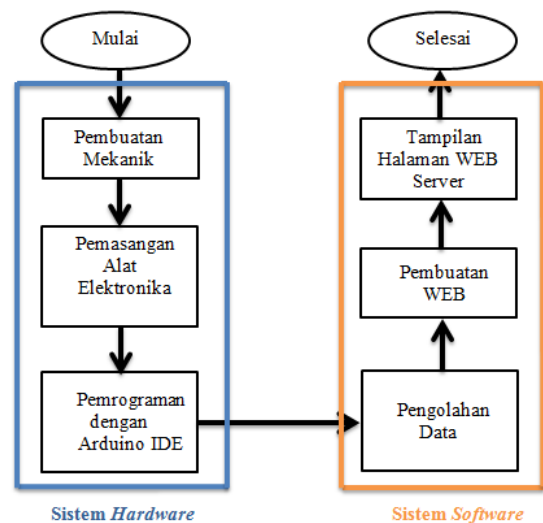 Mulai
Pembuatan
Mekanik
Pemasangan
Alat
Elektronika
Pemrograman
dengan
Arduino IDE
Sistem Hardware
Selesai
Tampilan
Halaman WEB
Server
Pembuatan
WEB
Pengolahan
Data
Sistem Software